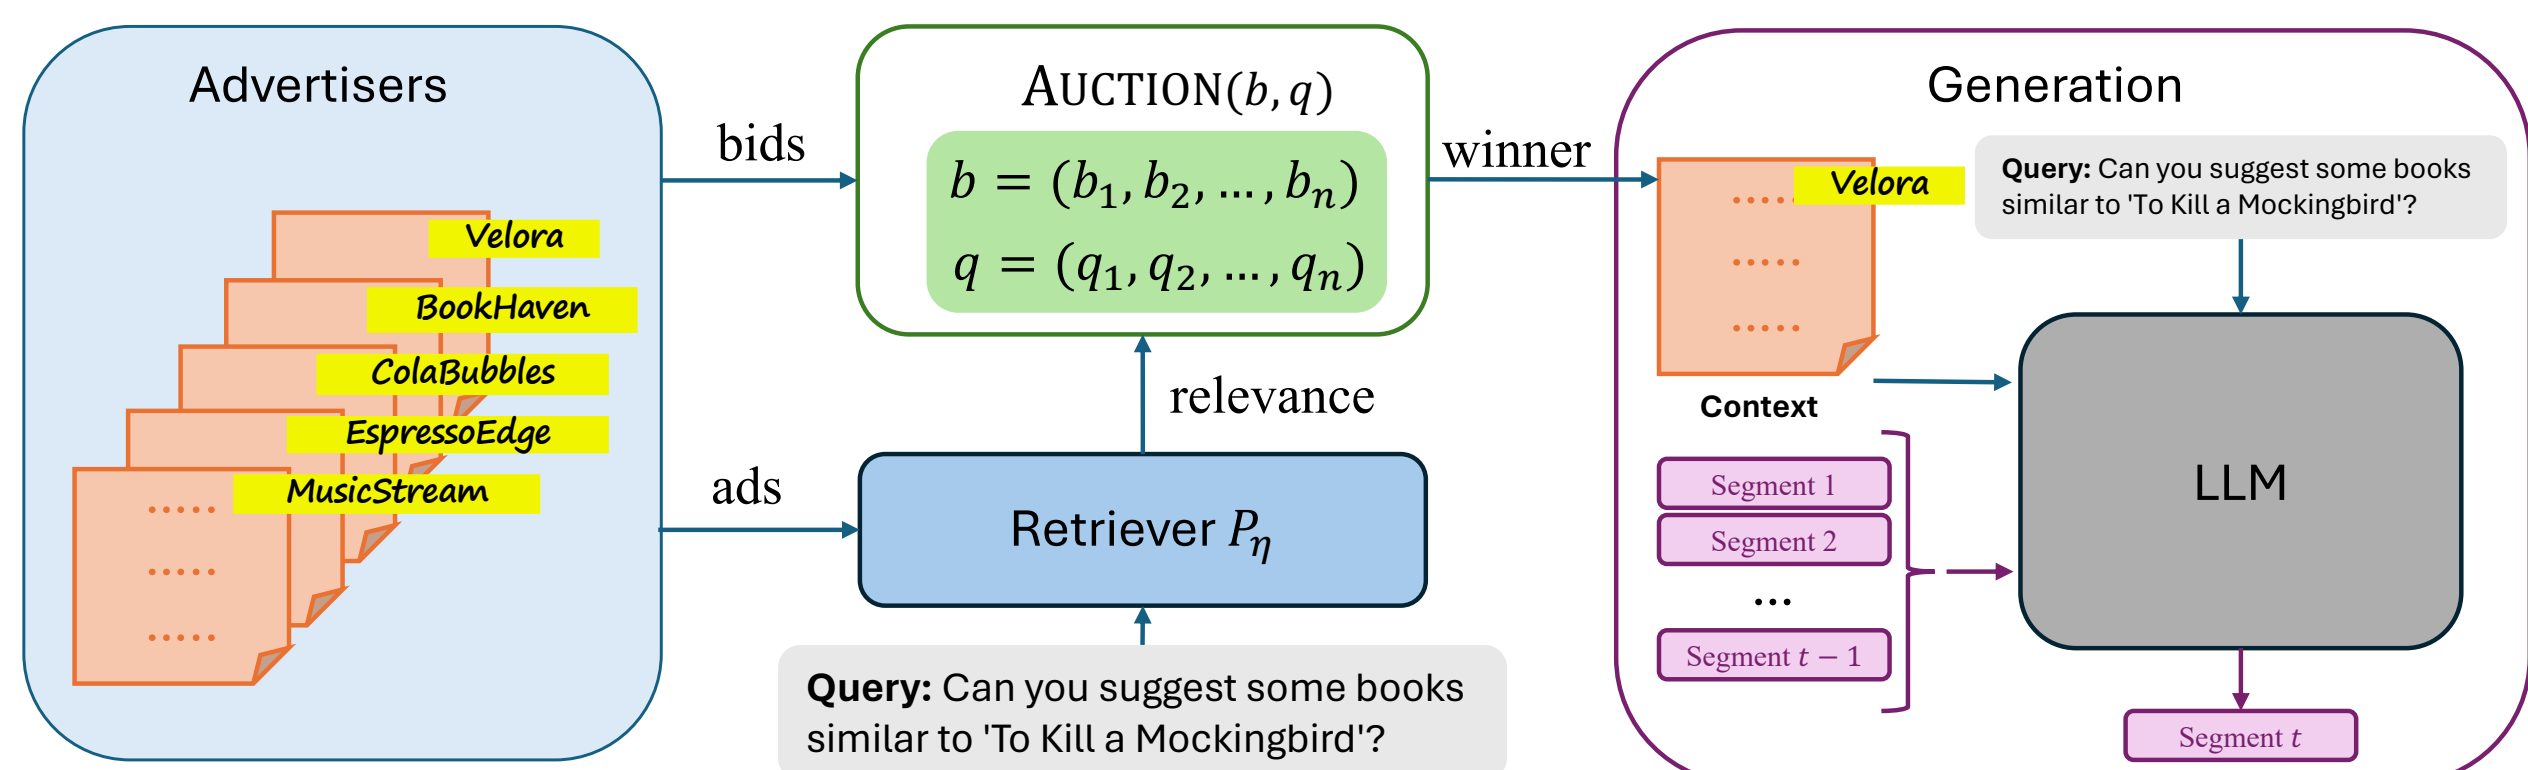 Advertisers
Velora
BookHaven
ColaBubbles
EspressoEdge
MusicStream
bids
ads
AUCTION(b, q)
b = (b₁, b₂, ... , bₙ)
q = (q₁, q₂, ... , qₙ)
relevance
Retriever P_η
Query: Can you suggest some books
similar to 'To Kill a Mockingbird'?
winner
Generation
Velora
Query: Can you suggest some books
similar to 'To Kill a Mockingbird'?
Context
Segment 1
Segment 2
...
Segment t − 1
LLM
Segment t